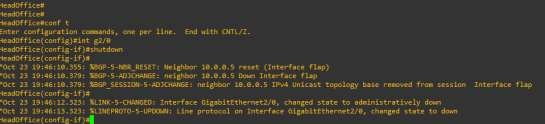 HeadOffice#
HeadOffice#
HeadOffice#conf t
Enter configuration commands, one per line.  End with CNTL/Z.
HeadOffice(config)#int g2/0
HeadOffice(config-if)#shutdown
HeadOffice(config-if)#
*Oct 23 19:46:10.355: %BGP-5-NBR_RESET: Neighbor 10.0.0.5 reset (Interface flap)
*Oct 23 19:46:10.379: %BGP-5-ADJCHANGE: neighbor 10.0.0.5 Down Interface flap
*Oct 23 19:46:10.379: %BGP_SESSION-5-ADJCHANGE: neighbor 10.0.0.5 IPv4 Unicast topology base removed from session  Interface flap
HeadOffice(config-if)#
*Oct 23 19:46:12.323: %LINK-5-CHANGED: Interface GigabitEthernet2/0, changed state to administratively down
*Oct 23 19:46:13.323: %LINEPROTO-5-UPDOWN: Line protocol on Interface GigabitEthernet2/0, changed state to down
HeadOffice(config-if)#